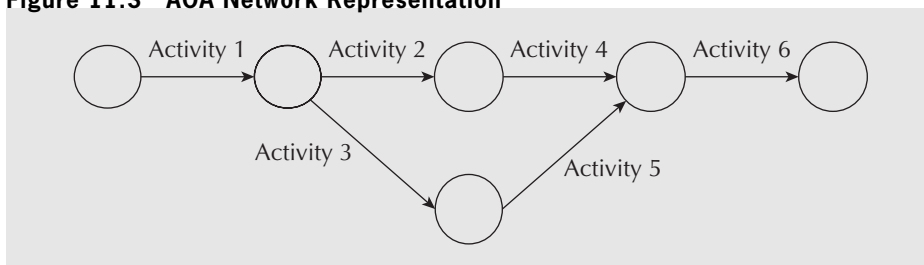 Figure 11.3 AOA Network Representation
Activity 1
Activity 2
Activity 4
Activity 6
Activity 3
Activity 5